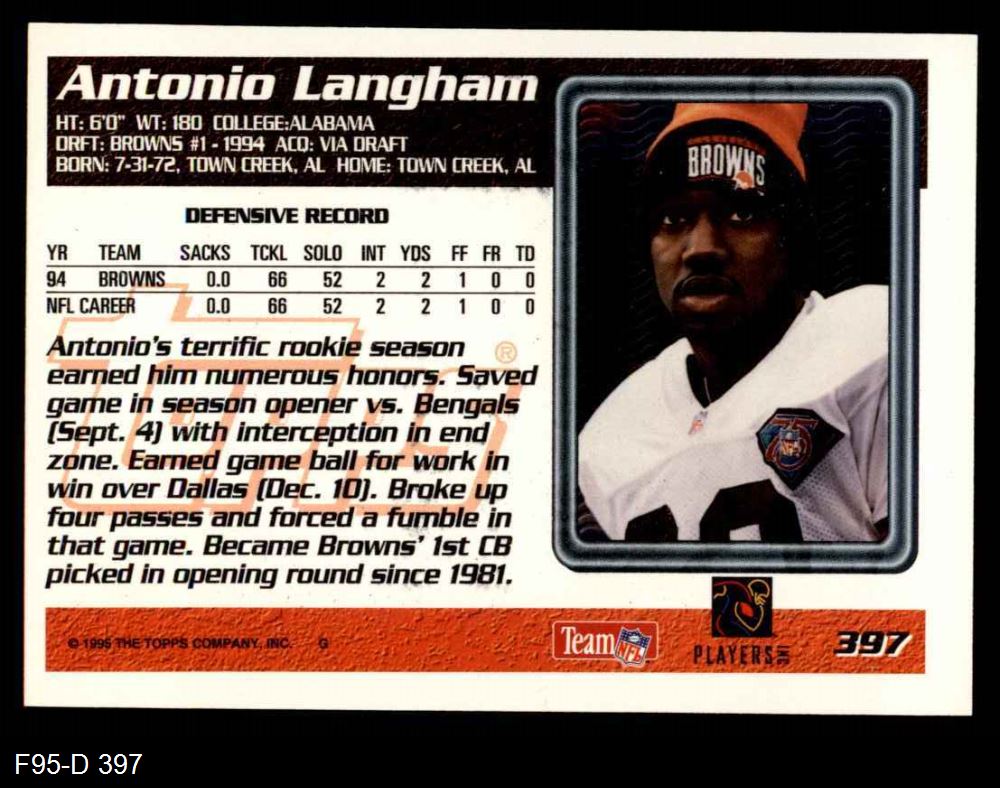 Antonio Langham
HT: 6'0" WT: 180 COLLEGE:ALABAMA
DRFT: BROWNS #1 - 1994 ACQ: VIA DRAFT
BORN: 7-31-72, TOWN CREEK, AL HOME: TOWN CREEK, AL
DEFENSIVE RECORD
YR TEAM SACKS TCKL SOLO INT YDS FF FR TD
94 BROWNS 0.0 66 52 2 2 1 0 0
NFL CAREER 0.0 66 52 2 2 1 0 0
Topps ®
Antonio's terrific rookie season
earned him numerous honors. Saved
game in season opener vs. Bengals
(Sept. 4) with interception in end
zone. Earned game ball for work in
win over Dallas (Dec. 10). Broke up
four passes and forced a fumble in
that game. Became Browns' 1st CB
picked in opening round since 1981.
BROWNS
NFL
75
© 1995 THE TOPPS COMPANY, INC. G
Team NFL
PLAYERS INC
397
F95-D 397